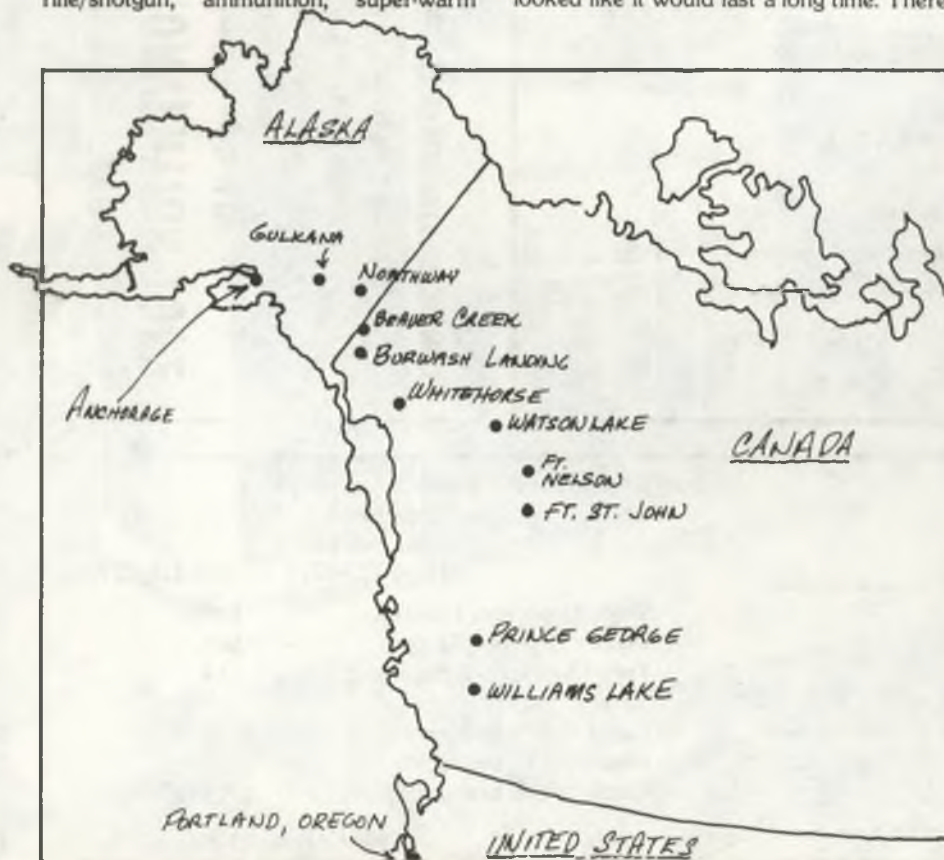 rifle/shotgun, ammunition, super-warm
looked like it would last a long time. There
ALASKA
GULKANA
NORTHWAY
BEAVER CREEK
BURWASH LANDING
WHITEHORSE
ANCHORAGE
WATSON LAKE
CANADA
FT.
NELSON
FT. ST. JOHN
PRINCE GEORGE
WILLIAMS LAKE
PORTLAND, OREGON
UNITED STATES